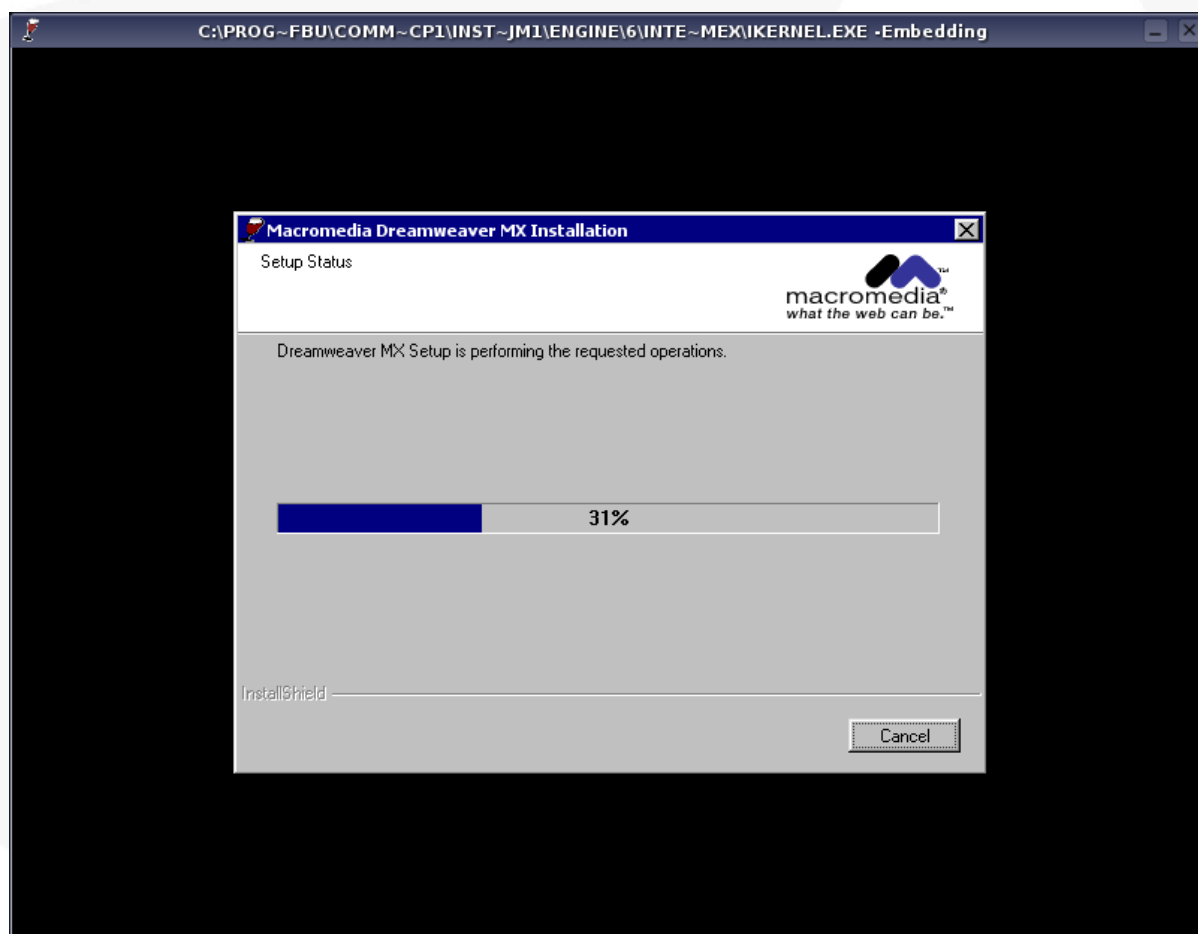 C:\PROG~FBU\COMM~CP1\INST~JM1\ENGINE\6\INTE~MEX\IKERNEL.EXE -Embedding
Macromedia Dreamweaver MX Installation
Setup Status
macromedia®
what the web can be.™
Dreamweaver MX Setup is performing the requested operations.
31%
InstallShield
Cancel